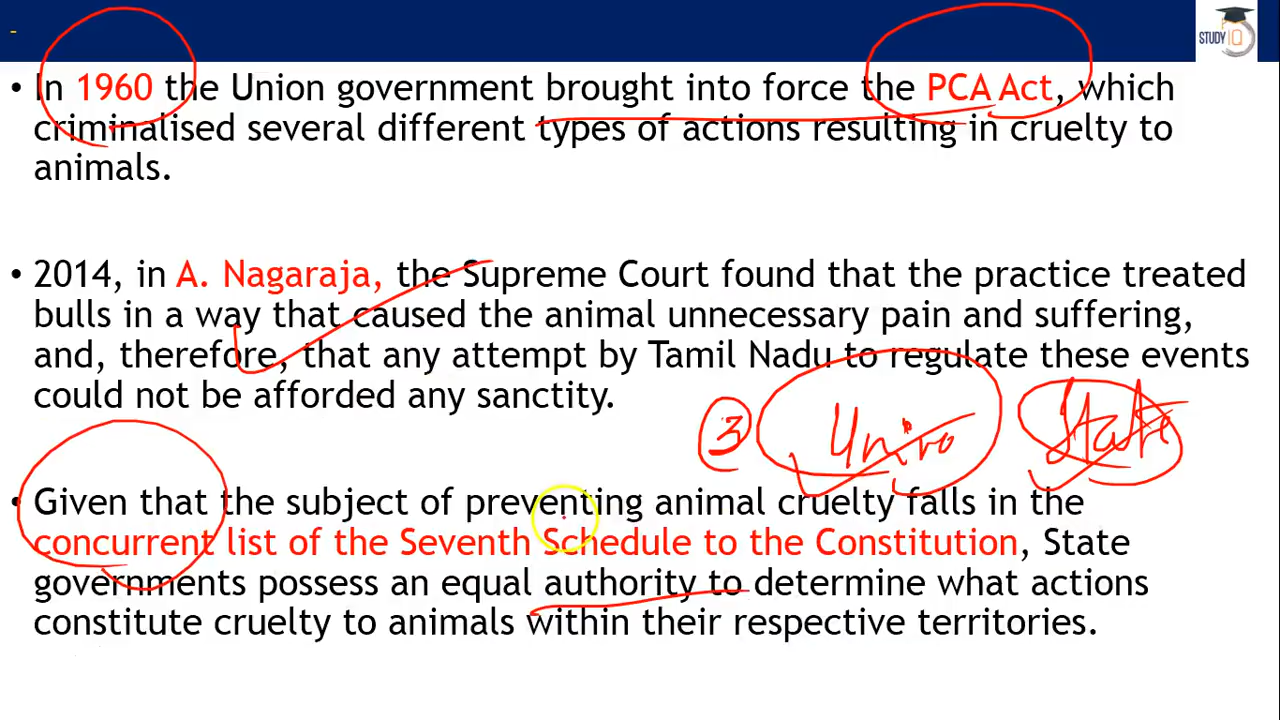 -
STUDY IQ
• In 1960 the Union government brought into force the PCA Act, which
criminalised several different types of actions resulting in cruelty to
animals.
• 2014, in A. Nagaraja, the Supreme Court found that the practice treated
bulls in a way that caused the animal unnecessary pain and suffering,
and, therefore, that any attempt by Tamil Nadu to regulate these events
could not be afforded any sanctity.
3 Unio State
• Given that the subject of preventing animal cruelty falls in the
concurrent list of the Seventh Schedule to the Constitution, State
governments possess an equal authority to determine what actions
constitute cruelty to animals within their respective territories.